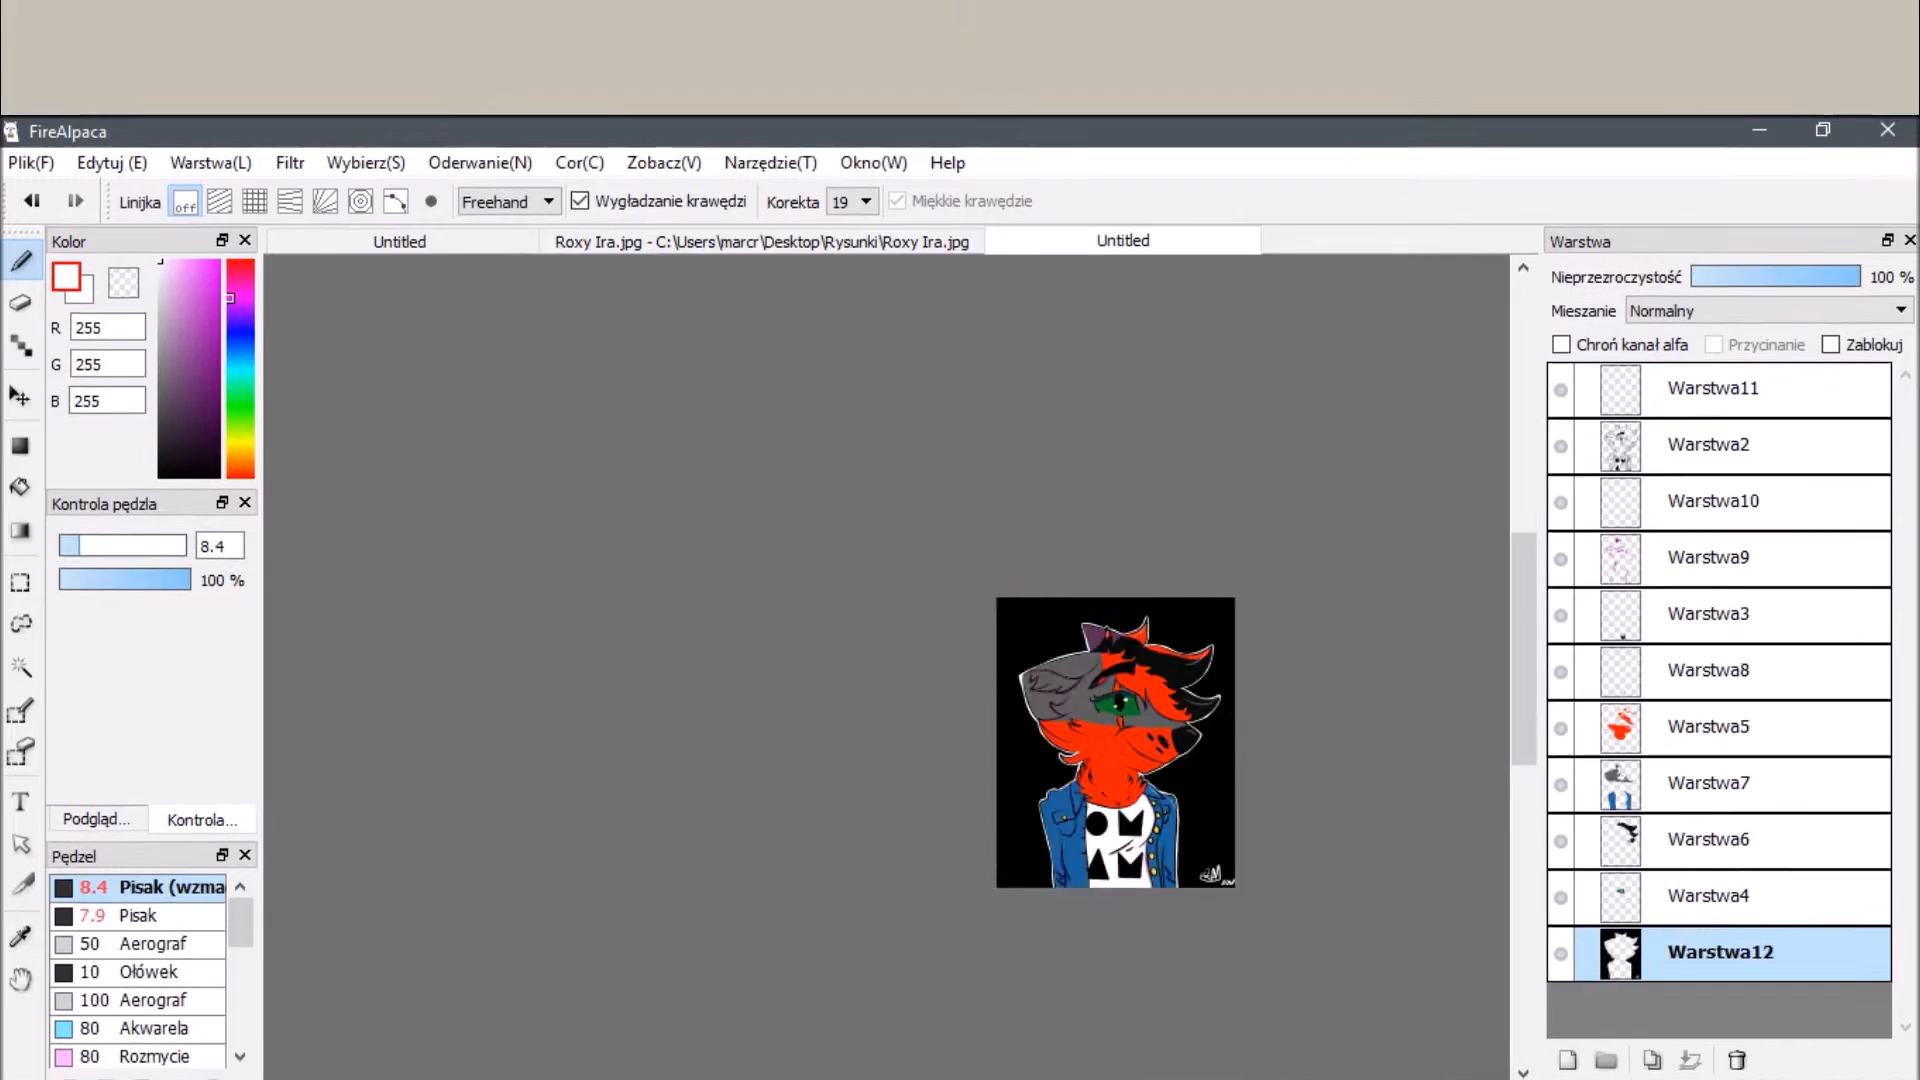 FireAlpaca
Plik(F) Edytuj (E) Warstwa(L) Filtr Wybierz(S) Oderwanie(N) Cor(C) Zobacz(V) Narzędzie(T) Okno(W) Help
Linijka off Freehand Wygładzanie krawędzi Korekta 19 Miękkie krawędzie
Kolor
Untitled Roxy Ira.jpg - C:\Users\marcr\Desktop\Rysunki\Roxy Ira.jpg Untitled
R 255
G 255
B 255
Kontrola pędzla
8.4
100 %
Podgląd... Kontrola...
Pędzel
8.4 Pisak (wzma
7.9 Pisak
50 Aerograf
10 Ołówek
100 Aerograf
80 Akwarela
80 Rozmycie
Warstwa
Nieprzezroczystość 100 %
Mieszanie Normalny
Chroń kanał alfa Przycinanie Zablokuj
Warstwa11
Warstwa2
Warstwa10
Warstwa9
Warstwa3
Warstwa8
Warstwa5
Warstwa7
Warstwa6
Warstwa4
Warstwa12